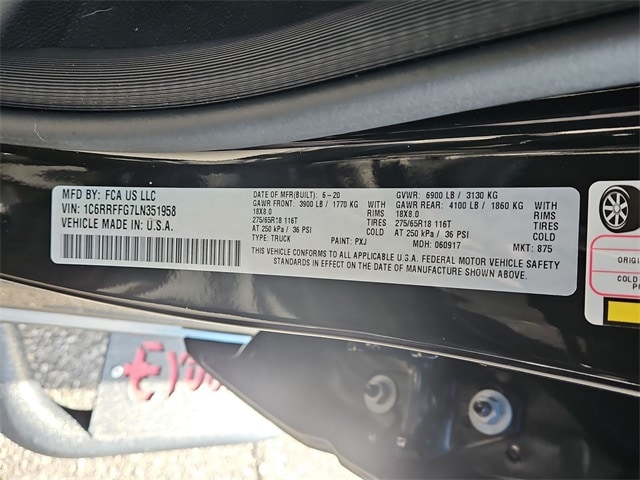 MFD BY: FCA US LLC
VIN: 1C6RRFFG7LN351958
VEHICLE MADE IN: U.S.A.
DATE OF MFR(BUILT): 6-20
GAWR FRONT: 3900 LB / 1770 KG WITH
18X8.0 RIMS
275/65R18 116T
AT 250 kPa / 36 PSI COLD
TYPE: TRUCK PAINT: PXJ
GVWR: 6900 LB / 3130 KG
GAWR REAR: 4100 LB / 1860 KG WITH
18X8.0 RIMS
275/65R18 116T
AT 250 kPa / 36 PSI COLD
MDH: 060917 MKT: 875
THIS VEHICLE CONFORMS TO ALL APPLICABLE U.S.A. FEDERAL MOTOR VEHICLE SAFETY
STANDARDS IN EFFECT ON THE DATE OF MANUFACTURE SHOWN ABOVE.
ORIGI
COLD